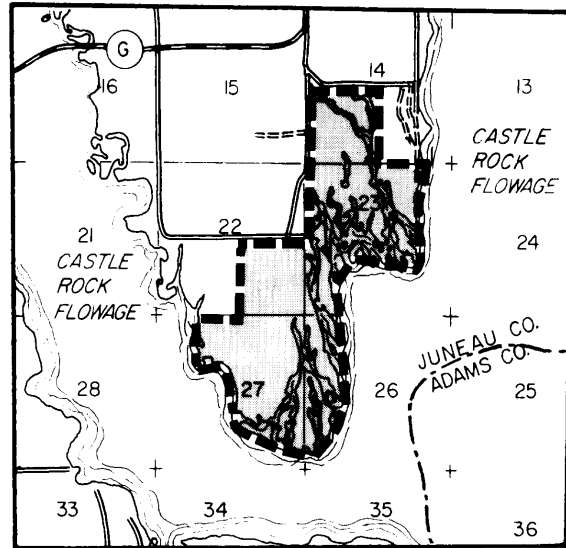 G
16
15
14
13
CASTLE
ROCK
FLOWAGE
22
23
21
24
CASTLE
ROCK
FLOWAGE
JUNEAU CO.
ADAMS CO.
28
27
26
25
33
34
35
36